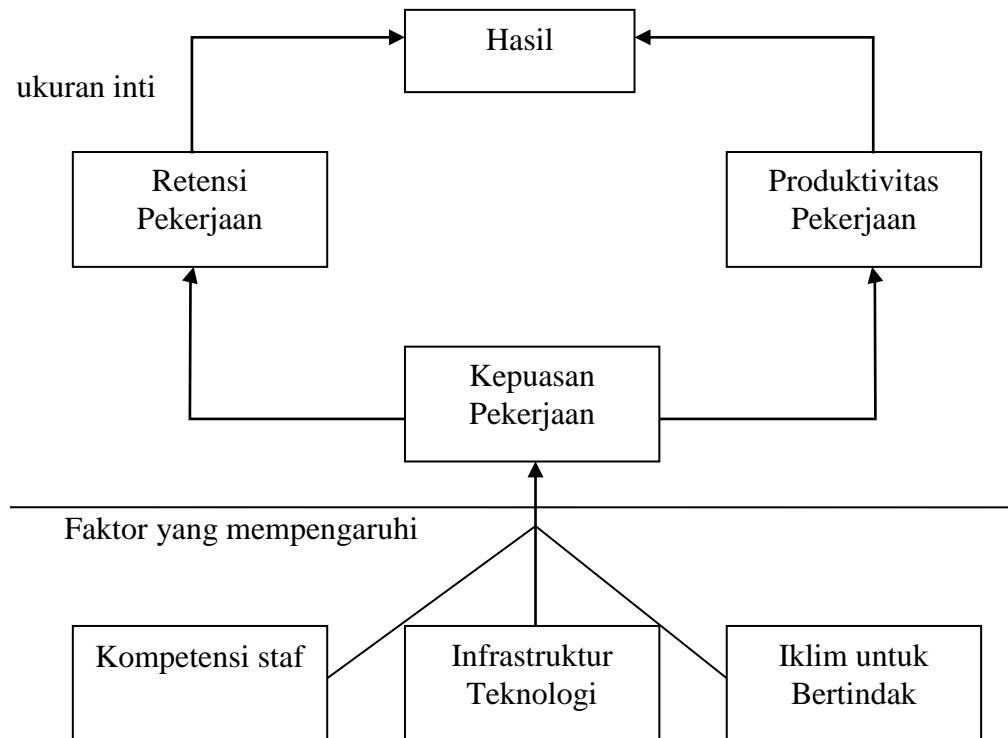 Hasil
ukuran inti
Retensi
Pekerjaan
Produktivitas
Pekerjaan
Kepuasan
Pekerjaan
Faktor yang mempengaruhi
Kompetensi staf
Infrastruktur
Teknologi
Iklim untuk
Bertindak